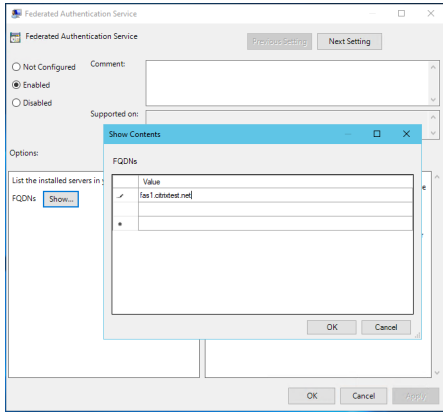 Federated Authentication Service
Federated Authentication Service
Previous Setting
Next Setting
Not Configured
Comment:
Enabled
Disabled
Supported on:
Show Contents
FQDNs
Value
fas1.citrixtest.net
OK
Cancel
Options:
List the installed servers in
FQDNs
Show...
OK
Cancel
Apply